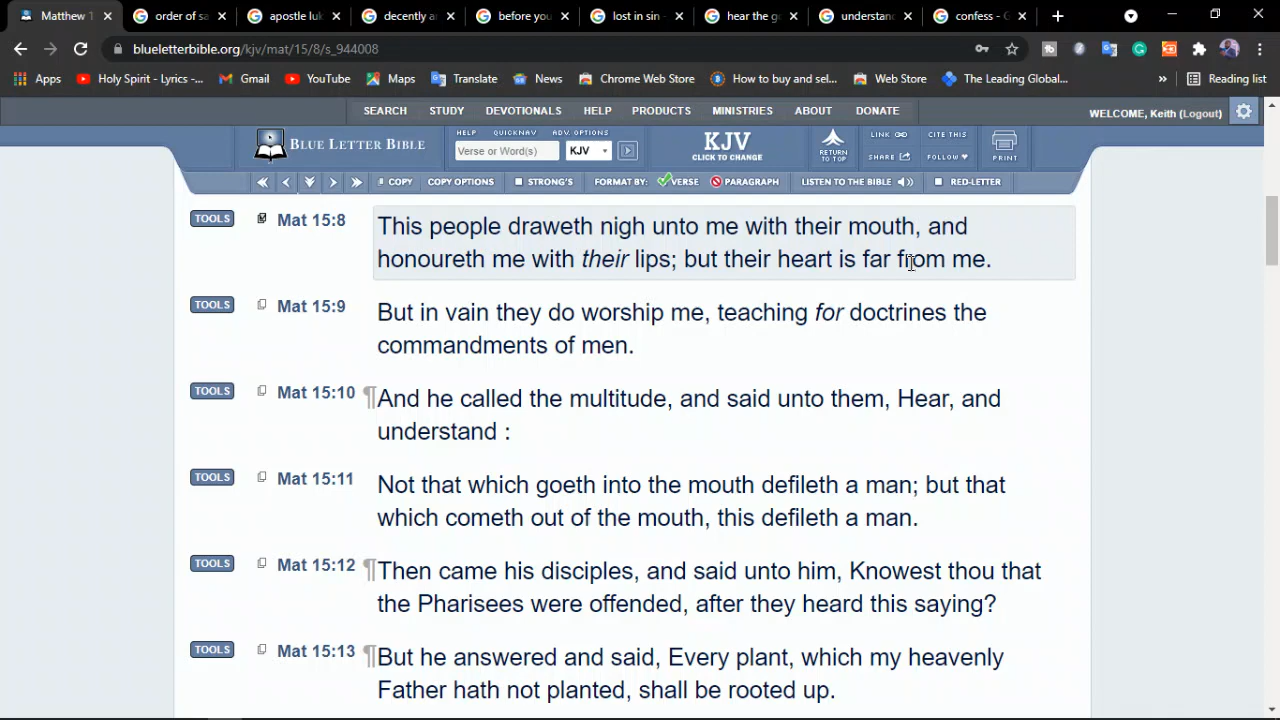 Matthew 1
order of sa
apostle luk
decently a
before you
lost in sin -
hear the go
understan
confess - G
blueletterbible.org/kjv/mat/15/8/s_944008
Apps
Holy Spirit - Lyrics -...
Gmail
YouTube
Maps
Translate
News
Chrome Web Store
How to buy and sel...
Web Store
The Leading Global...
»
Reading list
SEARCH STUDY DEVOTIONALS HELP PRODUCTS MINISTRIES ABOUT DONATE
WELCOME, Keith (Logout)
BLUE LETTER BIBLE
HELP QUICKNAV ADV. OPTIONS
Verse or Word(s)
KJV
KJV
CLICK TO CHANGE
RETURN
TO TOP
LINK
CITE THIS
SHARE
FOLLOW
PRINT
COPY COPY OPTIONS STRONG'S FORMAT BY: VERSE PARAGRAPH LISTEN TO THE BIBLE RED-LETTER
TOOLS Mat 15:8 This people draweth nigh unto me with their mouth, and
honoureth me with their lips; but their heart is far from me.
TOOLS Mat 15:9 But in vain they do worship me, teaching for doctrines the
commandments of men.
TOOLS Mat 15:10 ¶And he called the multitude, and said unto them, Hear, and
understand :
TOOLS Mat 15:11 Not that which goeth into the mouth defileth a man; but that
which cometh out of the mouth, this defileth a man.
TOOLS Mat 15:12 ¶Then came his disciples, and said unto him, Knowest thou that
the Pharisees were offended, after they heard this saying?
TOOLS Mat 15:13 ¶But he answered and said, Every plant, which my heavenly
Father hath not planted, shall be rooted up.